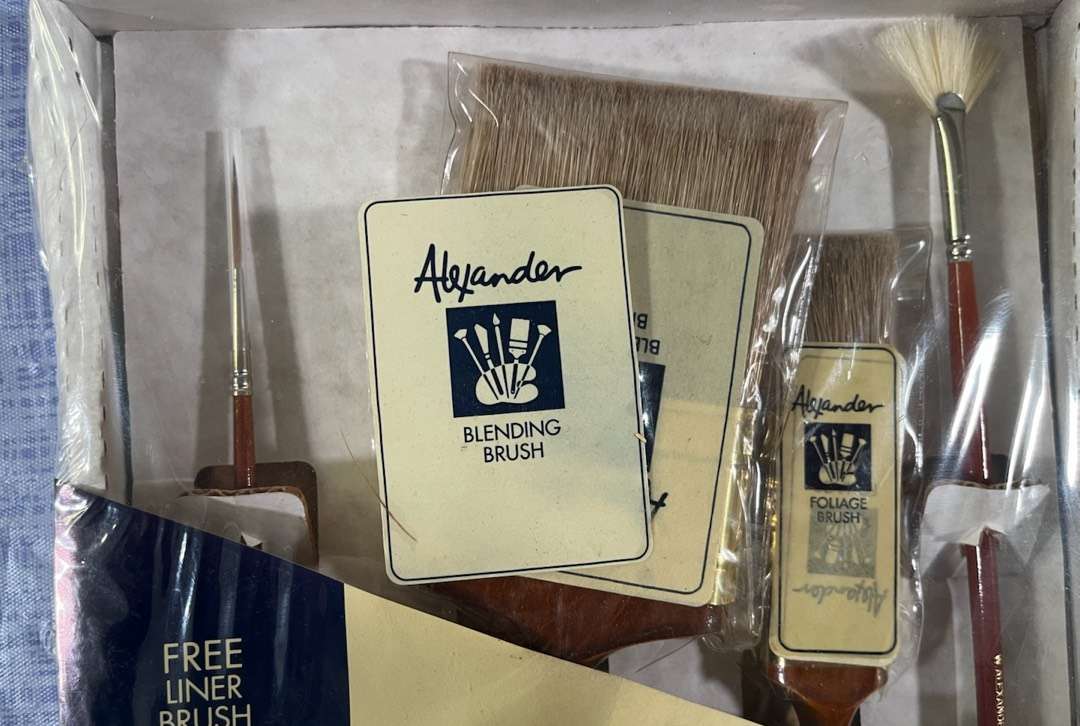 Alexander
BLENDING
BRUSH
Alexander
FOLIAGE
BRUSH
Alexander
FREE
LINER
BRUSH